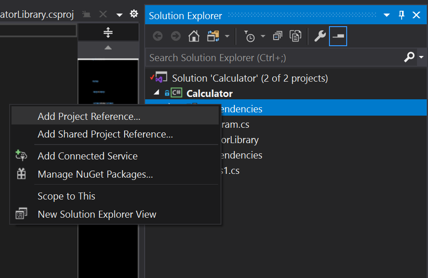 atorLibrary.csproj
Solution Explorer
Search Solution Explorer (Ctrl+;)
Solution 'Calculator' (2 of 2 projects)
C# Calculator
endencies
Add Project Reference...
ram.cs
Add Shared Project Reference...
torLibrary
Add Connected Service
endencies
Manage NuGet Packages...
s1.cs
Scope to This
New Solution Explorer View